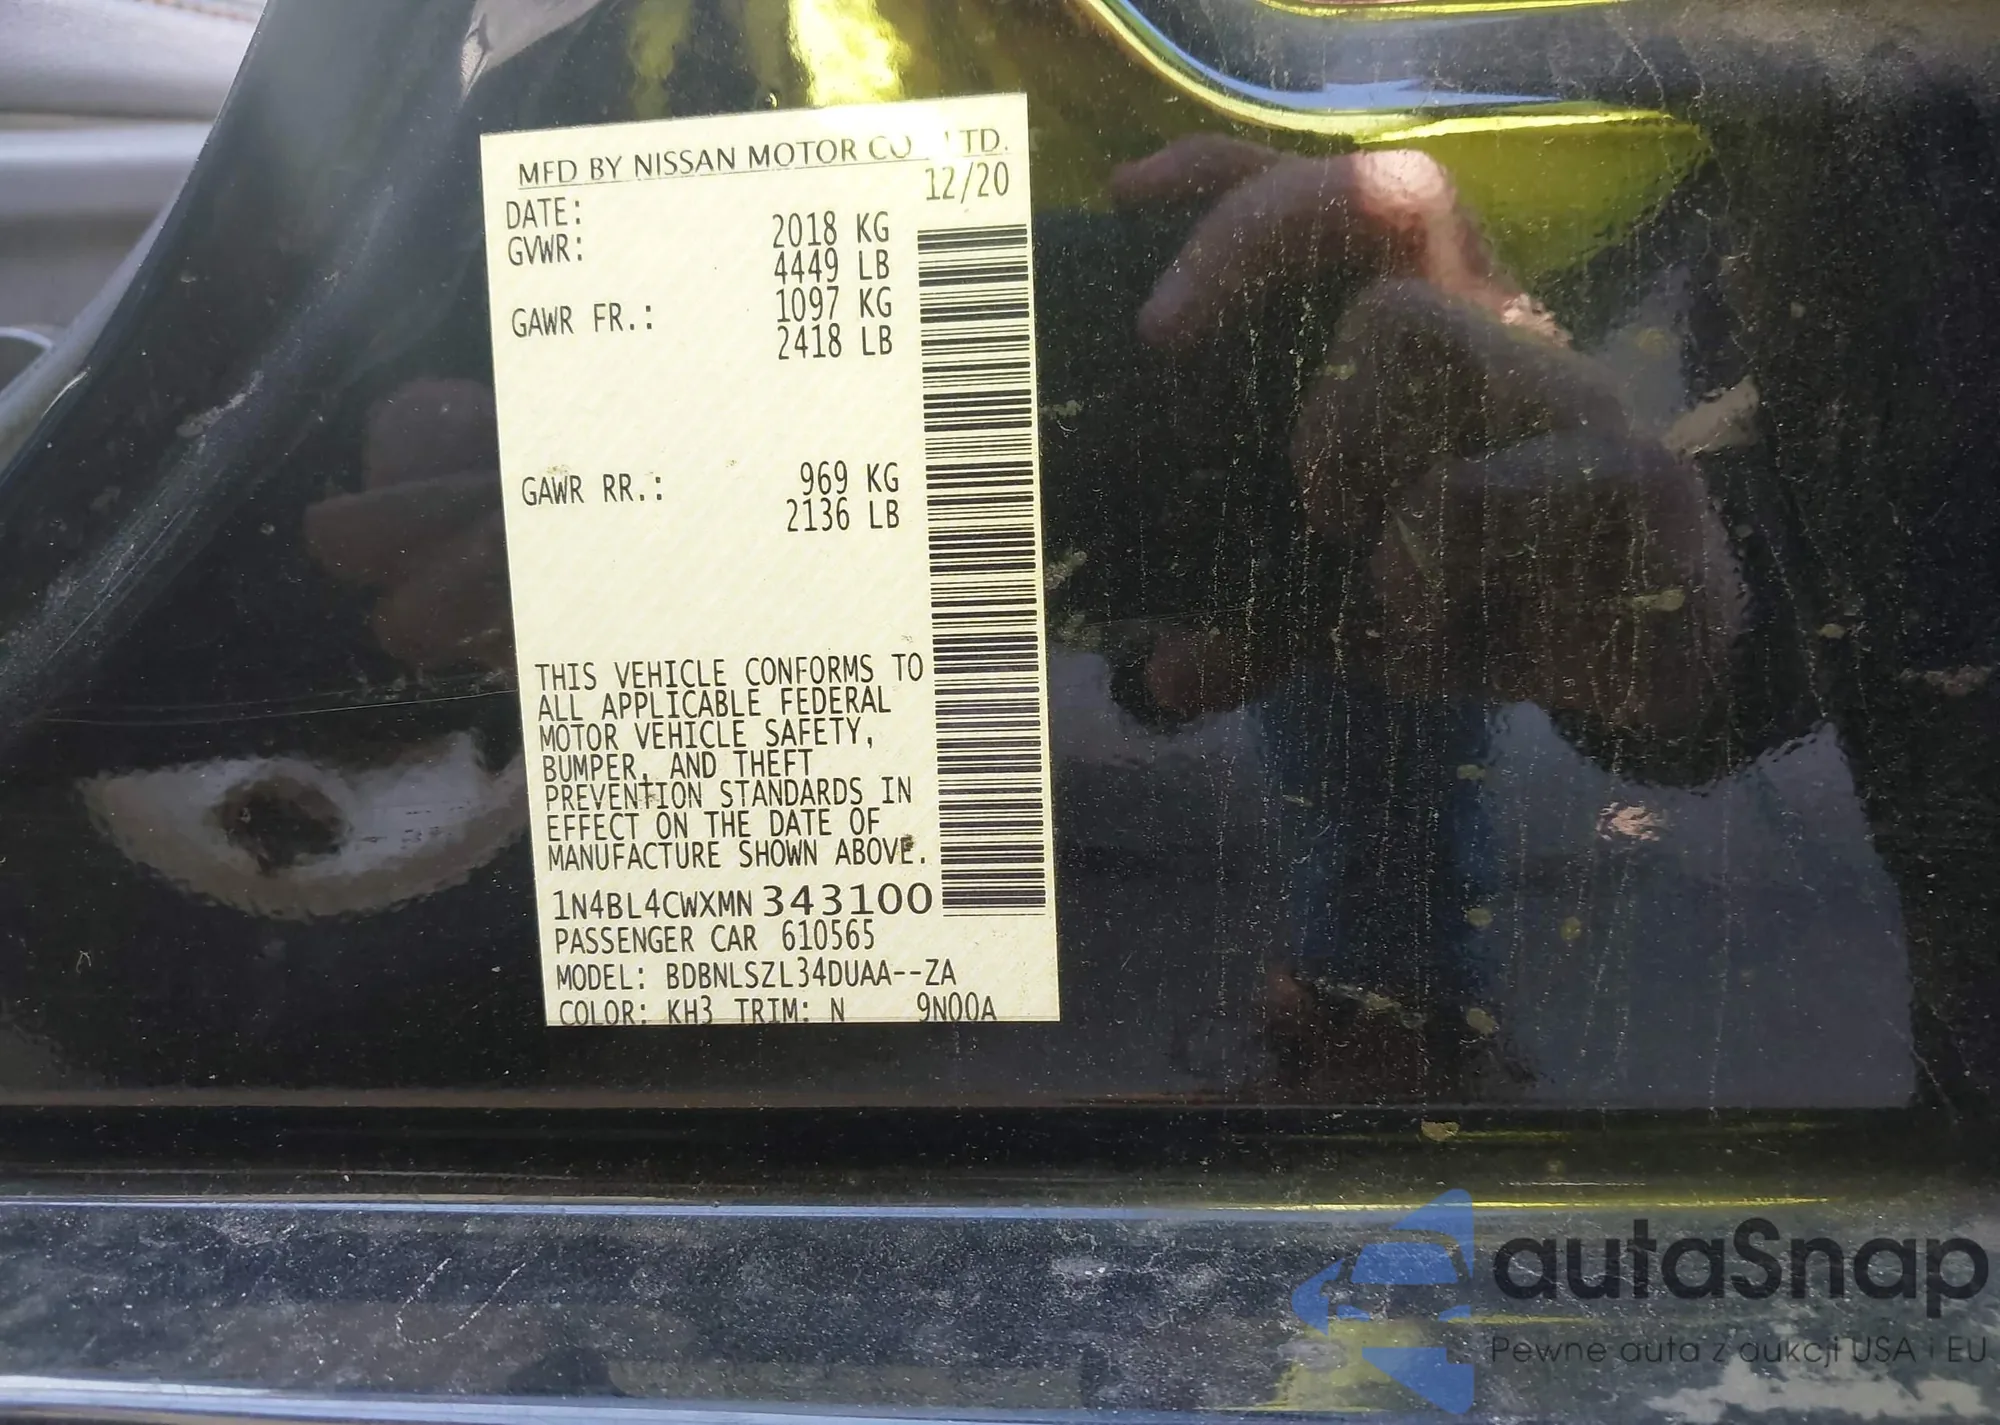 MFD BY NISSAN MOTOR CO LTD.
12/20
DATE:
GVWR: 2018 KG
4449 LB
GAWR FR.: 1097 KG
2418 LB
GAWR RR.: 969 KG
2136 LB
THIS VEHICLE CONFORMS TO
ALL APPLICABLE FEDERAL
MOTOR VEHICLE SAFETY,
BUMPER, AND THEFT
PREVENTION STANDARDS IN
EFFECT ON THE DATE OF
MANUFACTURE SHOWN ABOVE.
1N4BL4CWXMN343100
PASSENGER CAR 610565
MODEL: BDBNLSZL34DUAA--ZA
COLOR: KH3 TRIM: N 9N00A
autaSnap
Pewne auta z aukcji USA i EU